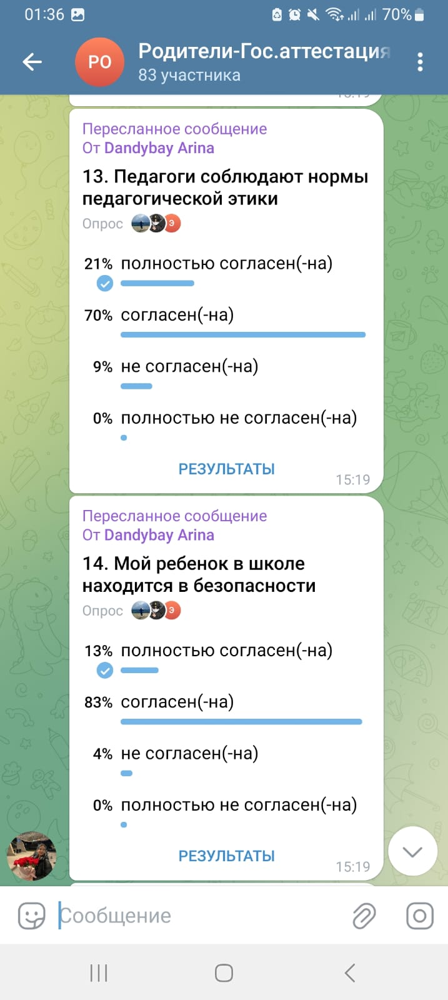 01:36
70%
РО
Родители-Гос.аттестация
83 участника
Пересланное сообщение
От Dandybay Arina
13. Педагоги соблюдают нормы
педагогической этики
Опрос
Э
21% полностью согласен(-на)
70% согласен(-на)
9% не согласен(-на)
0% полностью не согласен(-на)
РЕЗУЛЬТАТЫ
15:19
Пересланное сообщение
От Dandybay Arina
14. Мой ребенок в школе
находится в безопасности
Опрос
Э
13% полностью согласен(-на)
83% согласен(-на)
4% не согласен(-на)
0% полностью не согласен(-на)
РЕЗУЛЬТАТЫ
15:19
Сообщение